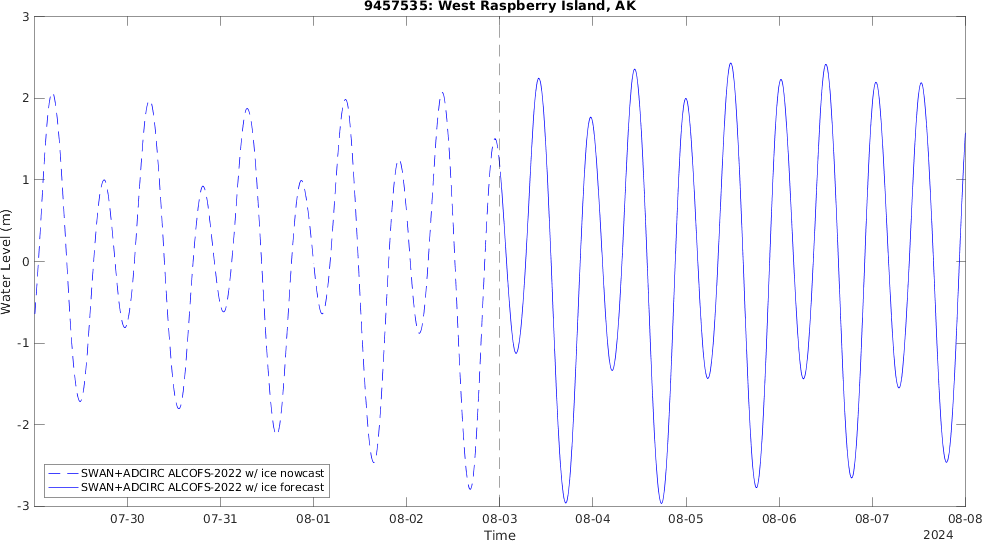 9457535: West Raspberry Island, AK
3
2
1
0
-1
-2
-3
Water Level (m)
SWAN+ADCIRC ALCOFS-2022 w/ ice nowcast
SWAN+ADCIRC ALCOFS-2022 w/ ice forecast
07-30 07-31 08-01 08-02 08-03 08-04 08-05 08-06 08-07 08-08
Time
2024